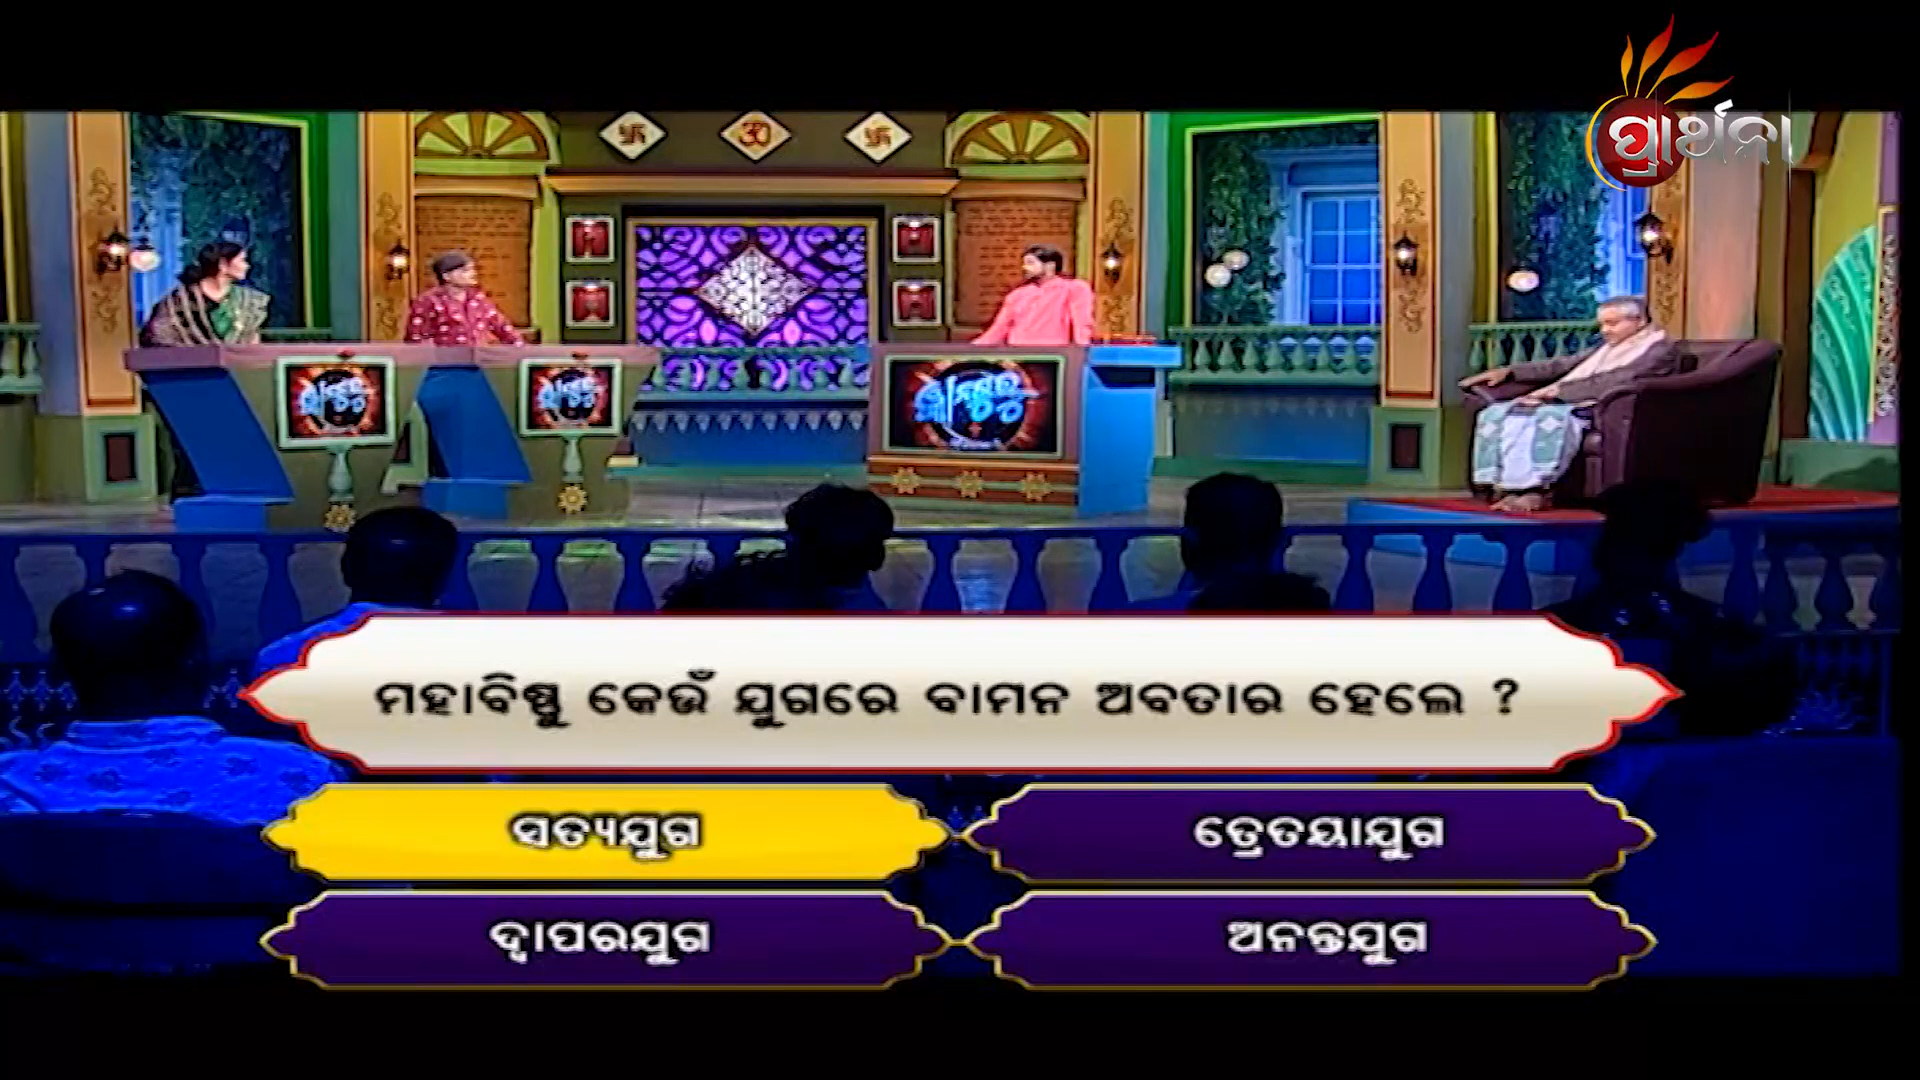 ପ୍ରାର୍ଥନା
ମହାବିଷ୍ଣୁ କେଉଁ ଯୁଗରେ ବାମନ ଅବତାର ହେଲେ ?
ସତ୍ୟଯୁଗ
ତ୍ରେତୟାଯୁଗ
ଦ୍ୱାପରଯୁଗ
ଅନନ୍ତଯୁଗ